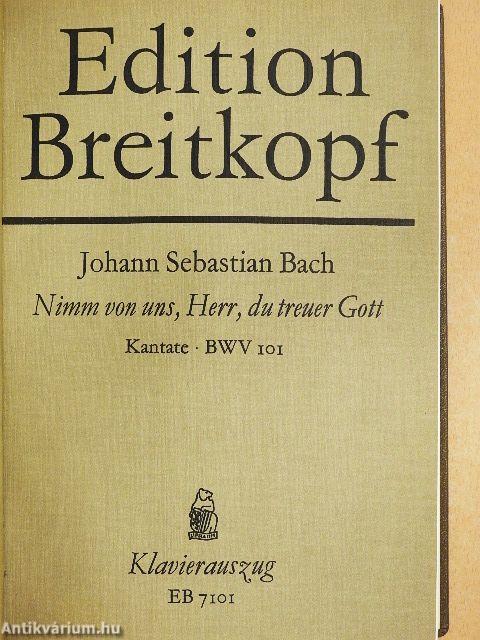 Edition
Breitkopf
Johann Sebastian Bach
Nimm von uns, Herr, du treuer Gott
Kantate · BWV 101
Klavierauszug
EB 7101
Antikvárium.hu